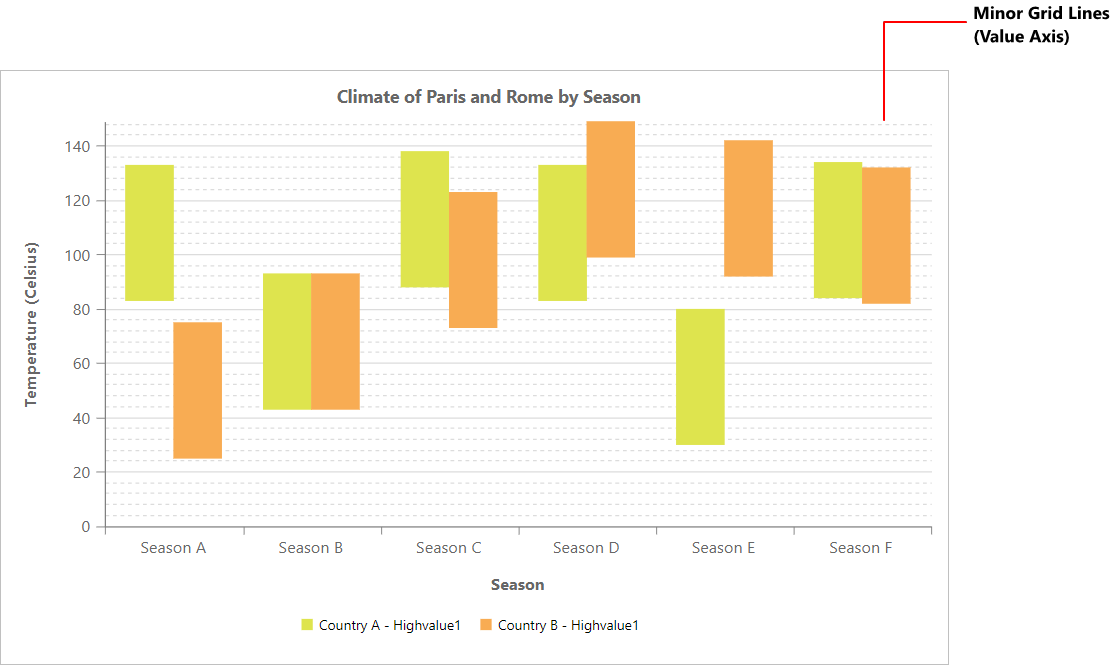 Minor Grid Lines
(Value Axis)
Climate of Paris and Rome by Season
Temperature (Celsius)
140
120
100
80
60
40
20
0
Season A Season B Season C Season D Season E Season F
Season
Country A - Highvalue1 Country B - Highvalue1